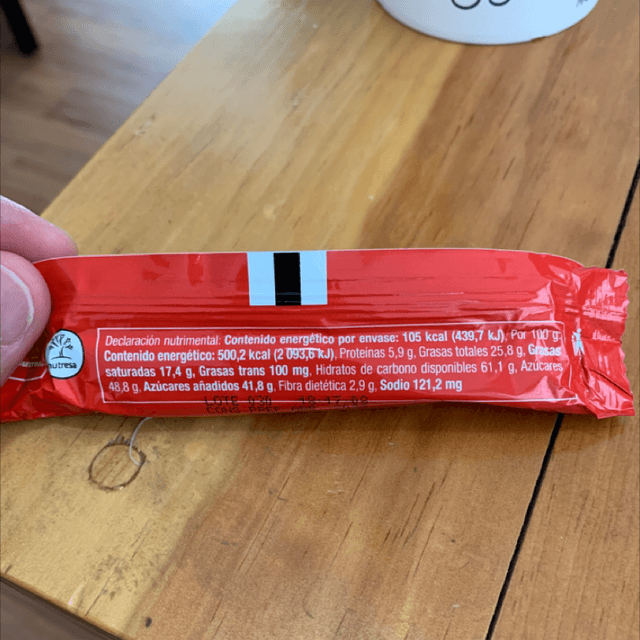 Declaración nutrimental: Contenido energético por envase: 105 kcal (439,7 kJ), Por 100 g:
Contenido energético: 500,2 kcal (2 093,6 kJ), Proteínas 5,9 g, Grasas totales 25,8 g, Grasas
saturadas 17,4 g, Grasas trans 100 mg, Hidratos de carbono disponibles 61,1 g, Azúcares
48,8 g, Azúcares añadidos 41,8 g, Fibra dietética 2,9 g, Sodio 121,2 mg
nutresa
LOTE 030